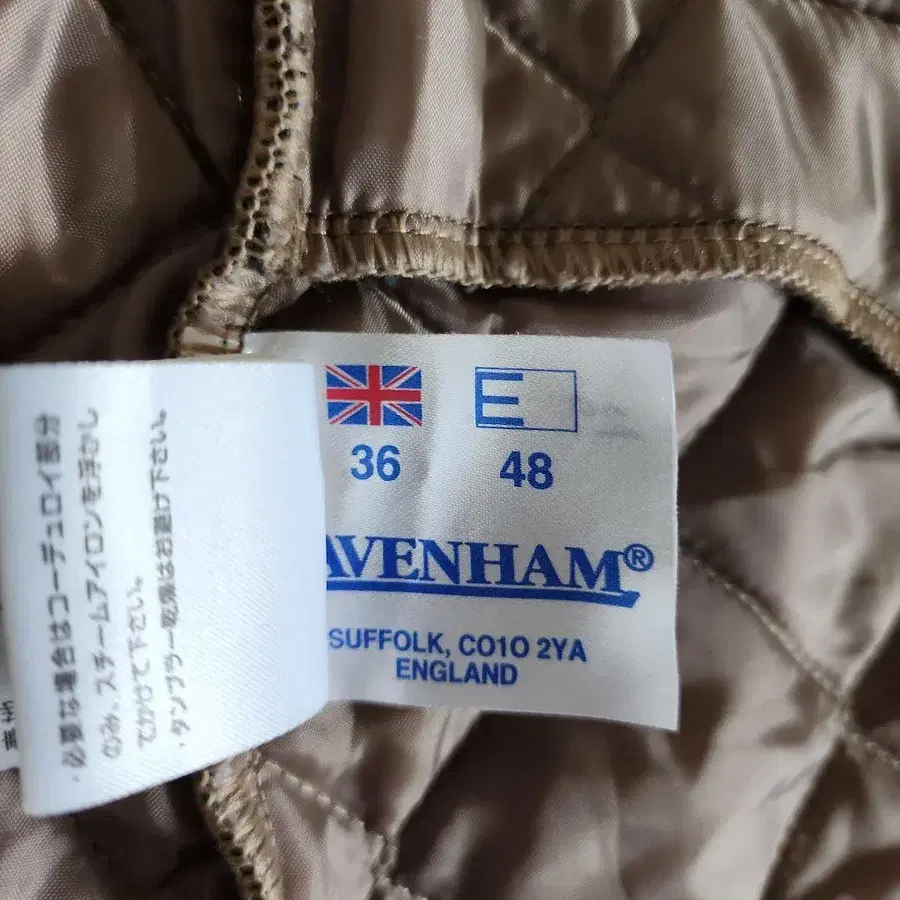 ・必要な場合はコーデュロイ部分
のみ、スチームアイロンを浮かし
てかけて下さい。
・タンブラー乾燥はお避け下さい。
E
36
48
AVENHAM®
SUFFOLK, CO10 2YA
ENGLAND